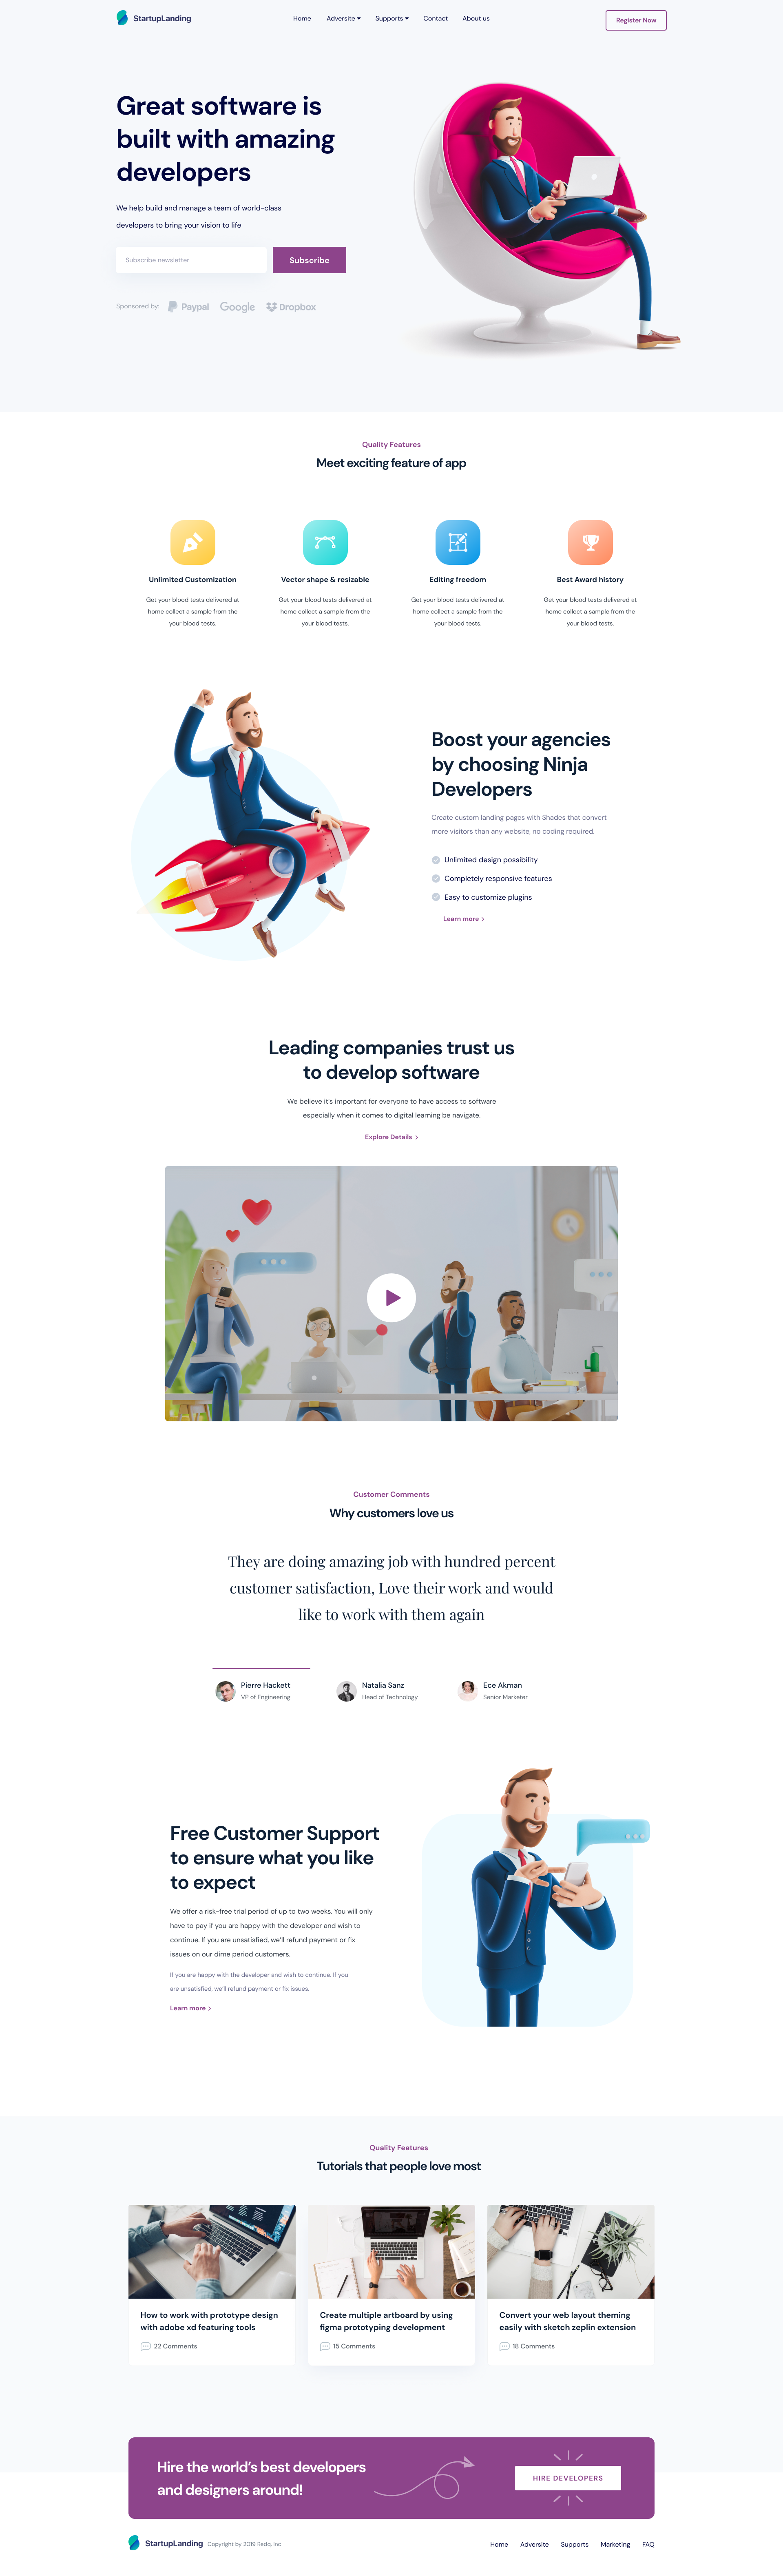 StartupLanding
Home
Adversite
Supports
Contact
About us
Register Now
Great software is
built with amazing
developers
We help build and manage a team of world-class
developers to bring your vision to life
Subscribe newsletter
Subscribe
Sponsored by:
Paypal
Google
Dropbox
Quality Features
Meet exciting feature of app
Unlimited Customization
Get your blood tests delivered at
home collect a sample from the
your blood tests.
Vector shape & resizable
Get your blood tests delivered at
home collect a sample from the
your blood tests.
Editing freedom
Get your blood tests delivered at
home collect a sample from the
your blood tests.
Best Award history
Get your blood tests delivered at
home collect a sample from the
your blood tests.
Boost your agencies
by choosing Ninja
Developers
Create custom landing pages with Shades that convert
more visitors than any website, no coding required.
Unlimited design possibility
Completely responsive features
Easy to customize plugins
Learn more
Leading companies trust us
to develop software
We believe it's important for everyone to have access to software
especially when it comes to digital learning be navigate.
Explore Details
Customer Comments
Why customers love us
They are doing amazing job with hundred percent
customer satisfaction, Love their work and would
like to work with them again
Pierre Hackett
VP of Engineering
Natalia Sanz
Head of Technology
Ece Akman
Senior Marketer
Free Customer Support
to ensure what you like
to expect
We offer a risk-free trial period of up to two weeks. You will only
have to pay if you are happy with the developer and wish to
continue. If you are unsatisfied, we'll refund payment or fix
issues on our dime period customers.
If you are happy with the developer and wish to continue. If you
are unsatisfied, we'll refund payment or fix issues.
Learn more
Quality Features
Tutorials that people love most
How to work with prototype design
with adobe xd featuring tools
22 Comments
Create multiple artboard by using
figma prototyping development
15 Comments
Convert your web layout theming
easily with sketch zeplin extension
18 Comments
Hire the world's best developers
and designers around!
HIRE DEVELOPERS
StartupLanding
Copyright by 2019 Redq, Inc
Home
Adversite
Supports
Marketing
FAQ